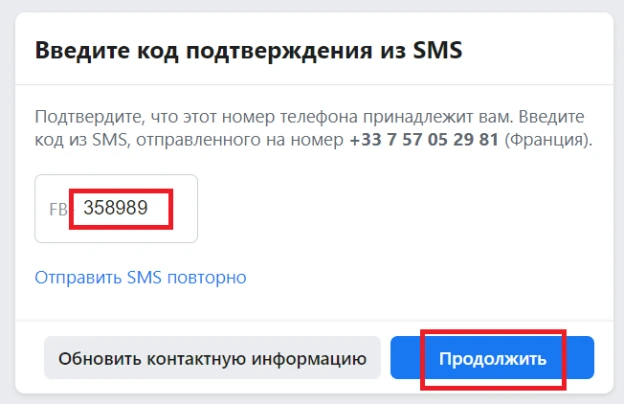 Введите код подтверждения из SMS
Подтвердите, что этот номер телефона принадлежит вам. Введите
код из SMS, отправленного на номер +33 7 57 05 29 81 (Франция).
FB 358989
Отправить SMS повторно
Обновить контактную информацию Продолжить